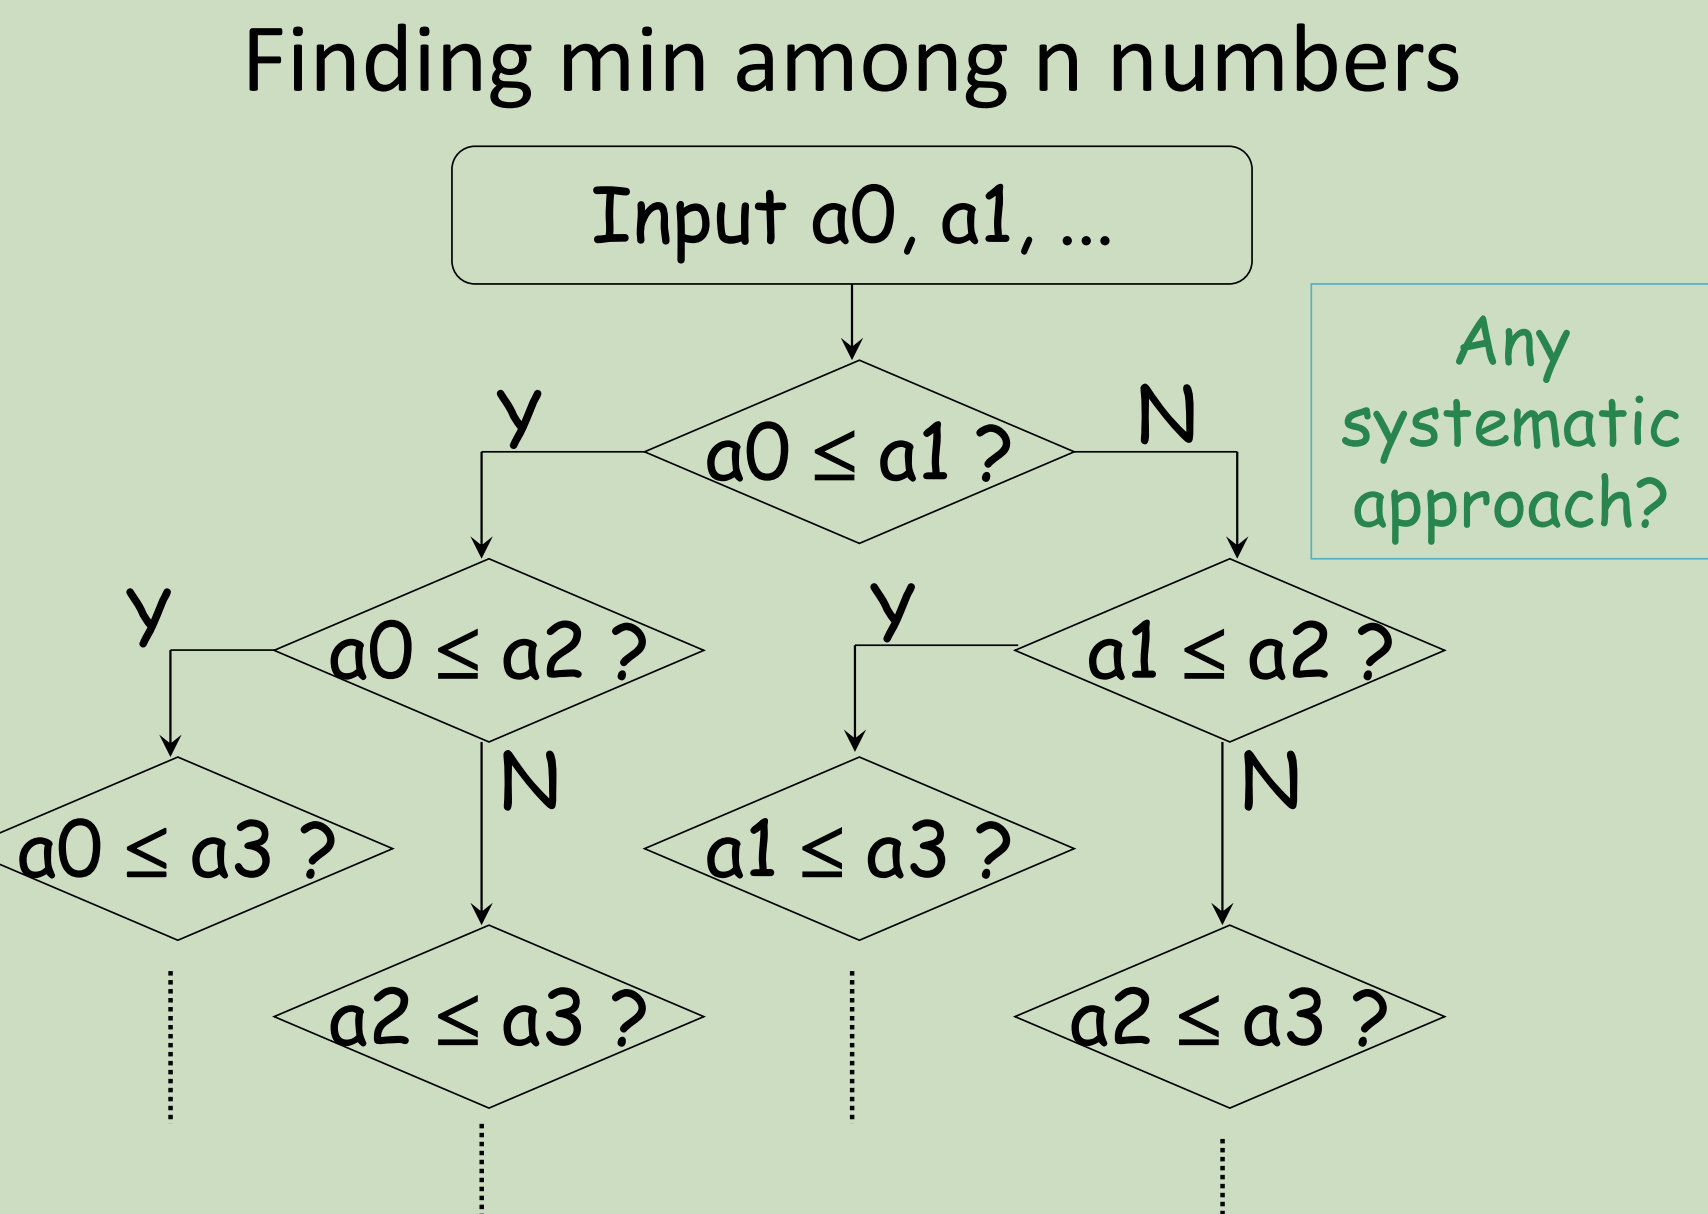 Finding min among n numbers
Input a0, a1, ...
Any
systematic
approach?
Y
N
a0 ≤ a1 ?
Y
Y
a0 ≤ a2 ?
a1 ≤ a2 ?
N
N
a0 ≤ a3 ?
a1 ≤ a3 ?
a2 ≤ a3 ?
a2 ≤ a3 ?